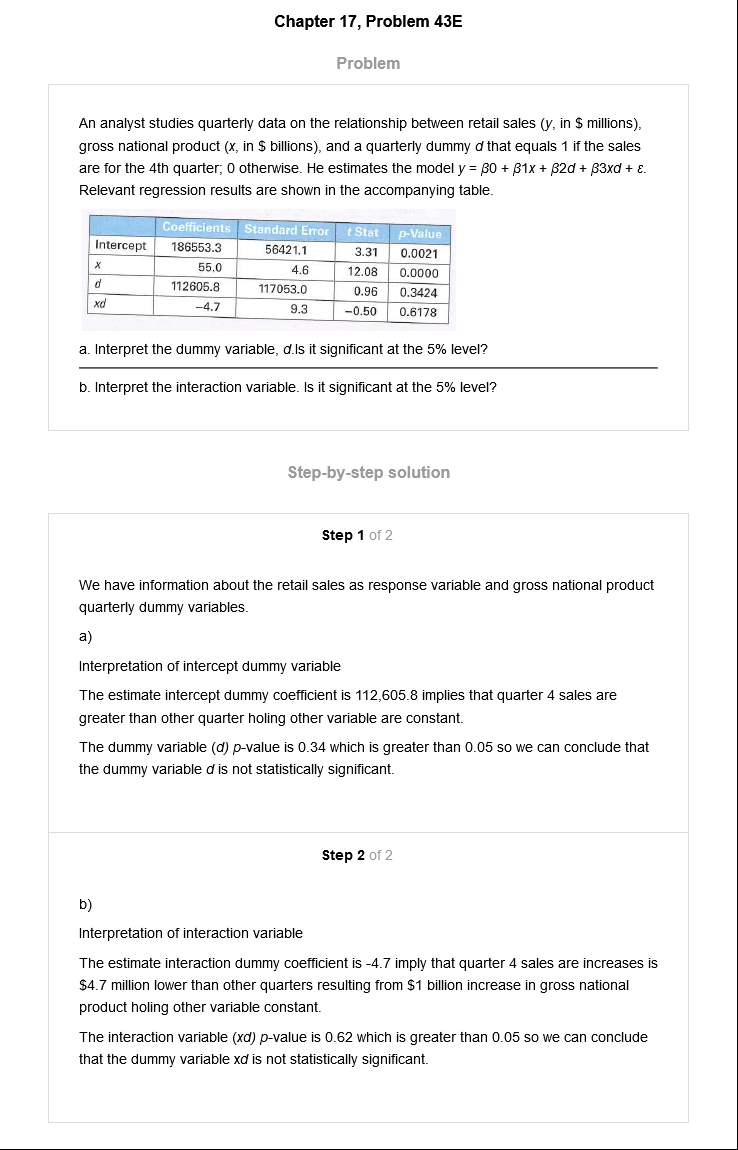 Chapter 17, Problem 43E
Problem
An analyst studies quarterly data on the relationship between retail sales (y, in $ millions),
gross national product (x, in $ billions), and a quarterly dummy d that equals 1 if the sales
are for the 4th quarter; 0 otherwise. He estimates the model y = β0 + β1x + β2d + β3xd + ε.
Relevant regression results are shown in the accompanying table.
Coefficients Standard Error t Stat p-Value
Intercept 186553.3 56421.1 3.31 0.0021
x 55.0 4.6 12.08 0.0000
d 112605.8 117053.0 0.96 0.3424
xd −4.7 9.3 −0.50 0.6178
a. Interpret the dummy variable, d.Is it significant at the 5% level?
b. Interpret the interaction variable. Is it significant at the 5% level?
Step-by-step solution
Step 1 of 2
We have information about the retail sales as response variable and gross national product
quarterly dummy variables.
a)
Interpretation of intercept dummy variable
The estimate intercept dummy coefficient is 112,605.8 implies that quarter 4 sales are
greater than other quarter holing other variable are constant.
The dummy variable (d) p-value is 0.34 which is greater than 0.05 so we can conclude that
the dummy variable d is not statistically significant.
Step 2 of 2
b)
Interpretation of interaction variable
The estimate interaction dummy coefficient is -4.7 imply that quarter 4 sales are increases is
$4.7 million lower than other quarters resulting from $1 billion increase in gross national
product holing other variable constant.
The interaction variable (xd) p-value is 0.62 which is greater than 0.05 so we can conclude
that the dummy variable xd is not statistically significant.